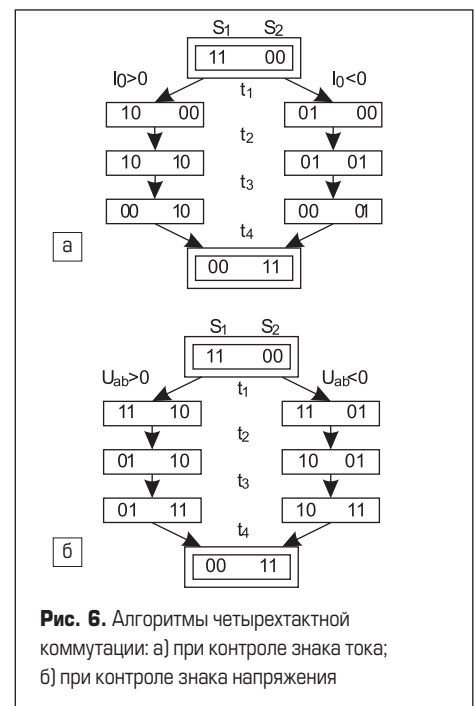 S1 S2
11 00
I0>0 t1 I0<0
10 00 01 00
t2
10 10 01 01
t3
00 10 00 01
t4
а
00 11
S1 S2
11 00
Uab>0 t1 Uab<0
11 10 11 01
t2
01 10 10 01
t3
01 11 10 11
t4
б
00 11
Рис. 6. Алгоритмы четырехтактной
коммутации: а) при контроле знака тока;
б) при контроле знака напряжения